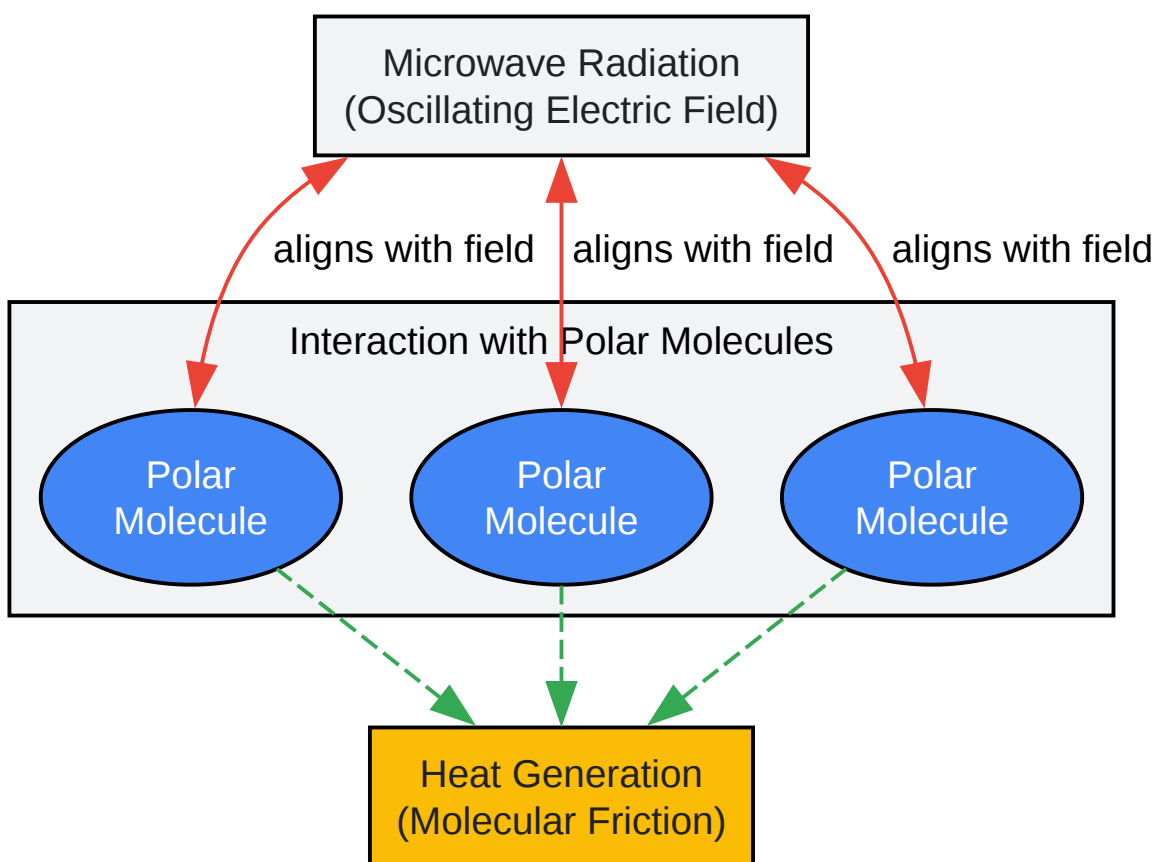 Microwave Radiation
(Oscillating Electric Field)
aligns with field
aligns with field
aligns with field
Interaction with Polar Molecules
Polar
Molecule
Polar
Molecule
Polar
Molecule
Heat Generation
(Molecular Friction)